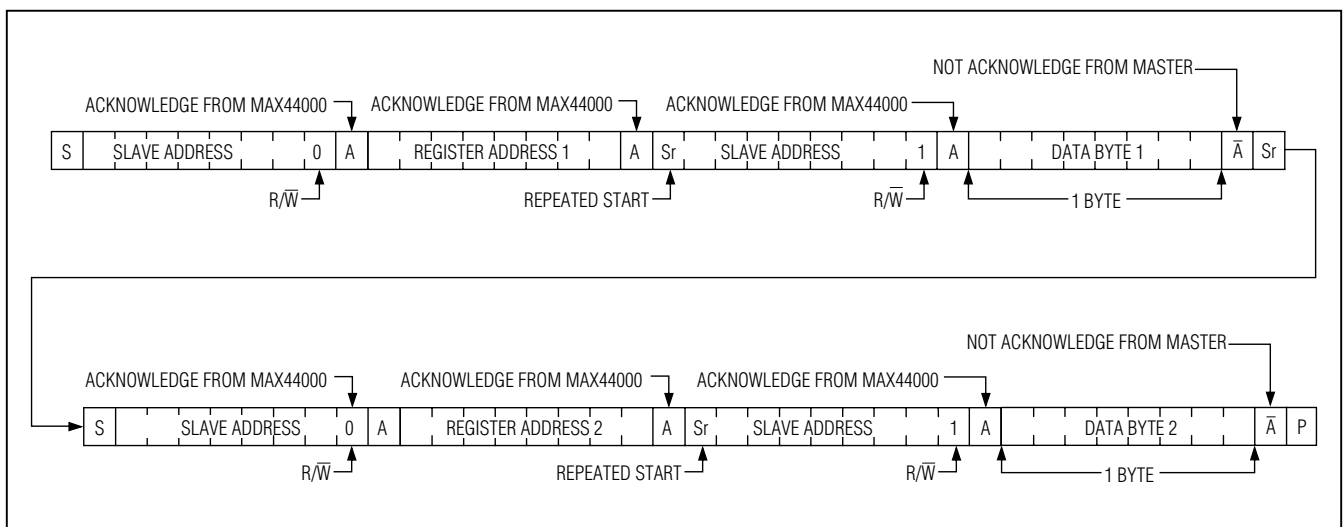 NOT ACKNOWLEDGE FROM MASTER
ACKNOWLEDGE FROM MAX44000 ACKNOWLEDGE FROM MAX44000 ACKNOWLEDGE FROM MAX44000
S SLAVE ADDRESS 0 A REGISTER ADDRESS 1 A Sr SLAVE ADDRESS 1 A DATA BYTE 1 A̅ Sr
R/W̅ REPEATED START R/W̅ 1 BYTE
NOT ACKNOWLEDGE FROM MASTER
ACKNOWLEDGE FROM MAX44000 ACKNOWLEDGE FROM MAX44000 ACKNOWLEDGE FROM MAX44000
S SLAVE ADDRESS 0 A REGISTER ADDRESS 2 A Sr SLAVE ADDRESS 1 A DATA BYTE 2 A̅ P
R/W̅ REPEATED START R/W̅ 1 BYTE